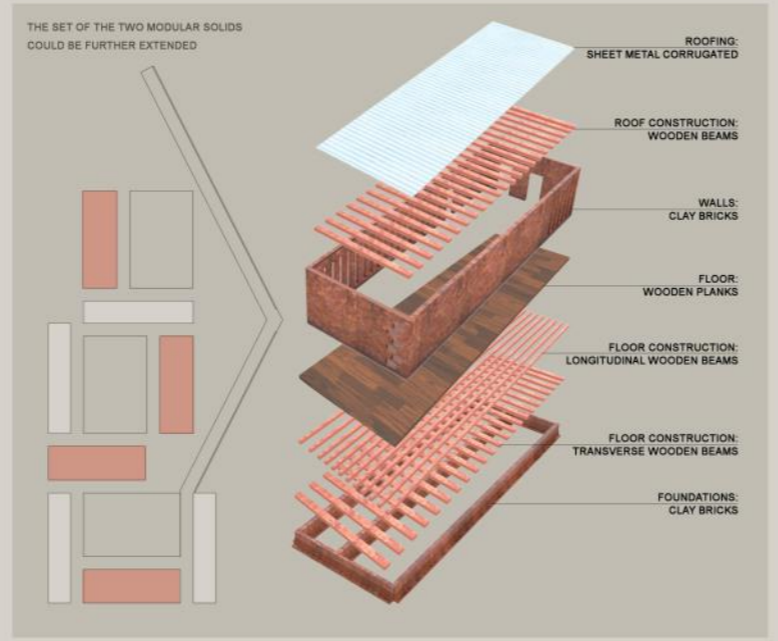 THE SET OF THE TWO MODULAR SOLIDS
COULD BE FURTHER EXTENDED
ROOFING:
SHEET METAL CORRUGATED
ROOF CONSTRUCTION:
WOODEN BEAMS
WALLS:
CLAY BRICKS
FLOOR:
WOODEN PLANKS
FLOOR CONSTRUCTION:
LONGITUDINAL WOODEN BEAMS
FLOOR CONSTRUCTION:
TRANSVERSE WOODEN BEAMS
FOUNDATIONS:
CLAY BRICKS